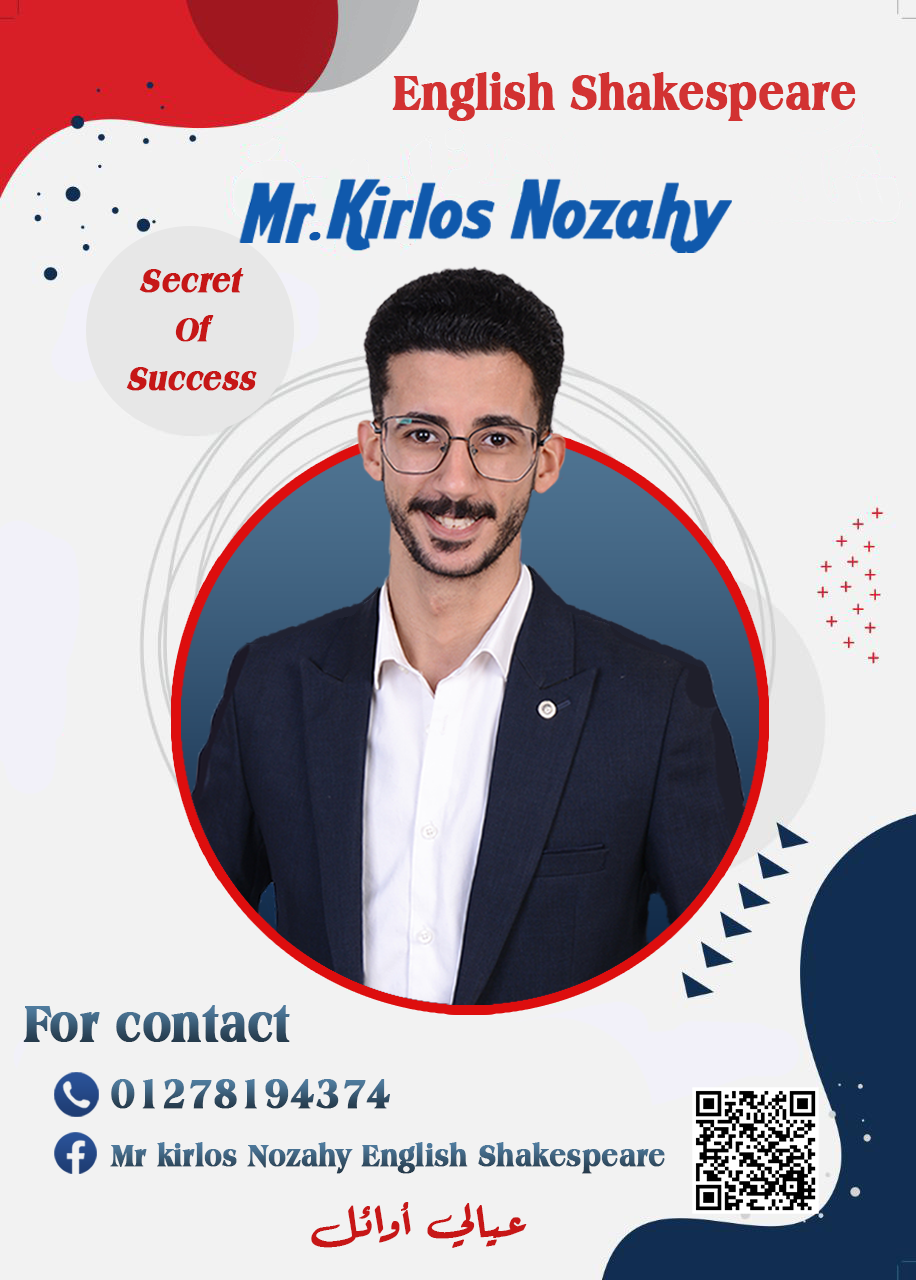 English Shakespeare
Mr.Kirlos Nozahy
Secret
Of
Success
For contact
01278194374
Mr kirlos Nozahy English Shakespeare
عيالي أوائل